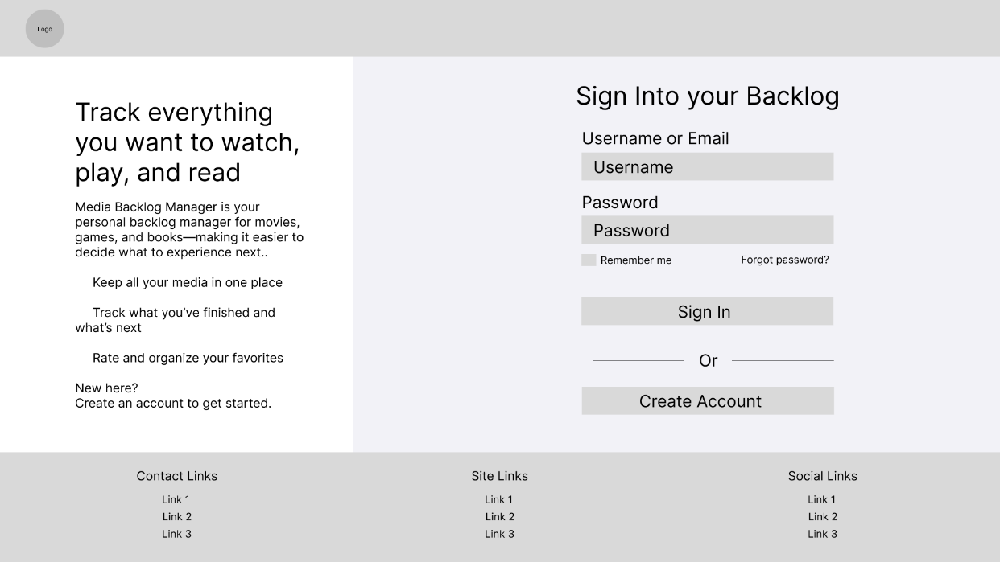 Logo
Track everything
you want to watch,
play, and read
Media Backlog Manager is your
personal backlog manager for movies,
games, and books—making it easier to
decide what to experience next..
Keep all your media in one place
Track what you’ve finished and
what’s next
Rate and organize your favorites
New here?
Create an account to get started.
Sign Into your Backlog
Username or Email
Username
Password
Password
Remember me
Forgot password?
Sign In
Or
Create Account
Contact Links
Link 1
Link 2
Link 3
Site Links
Link 1
Link 2
Link 3
Social Links
Link 1
Link 2
Link 3